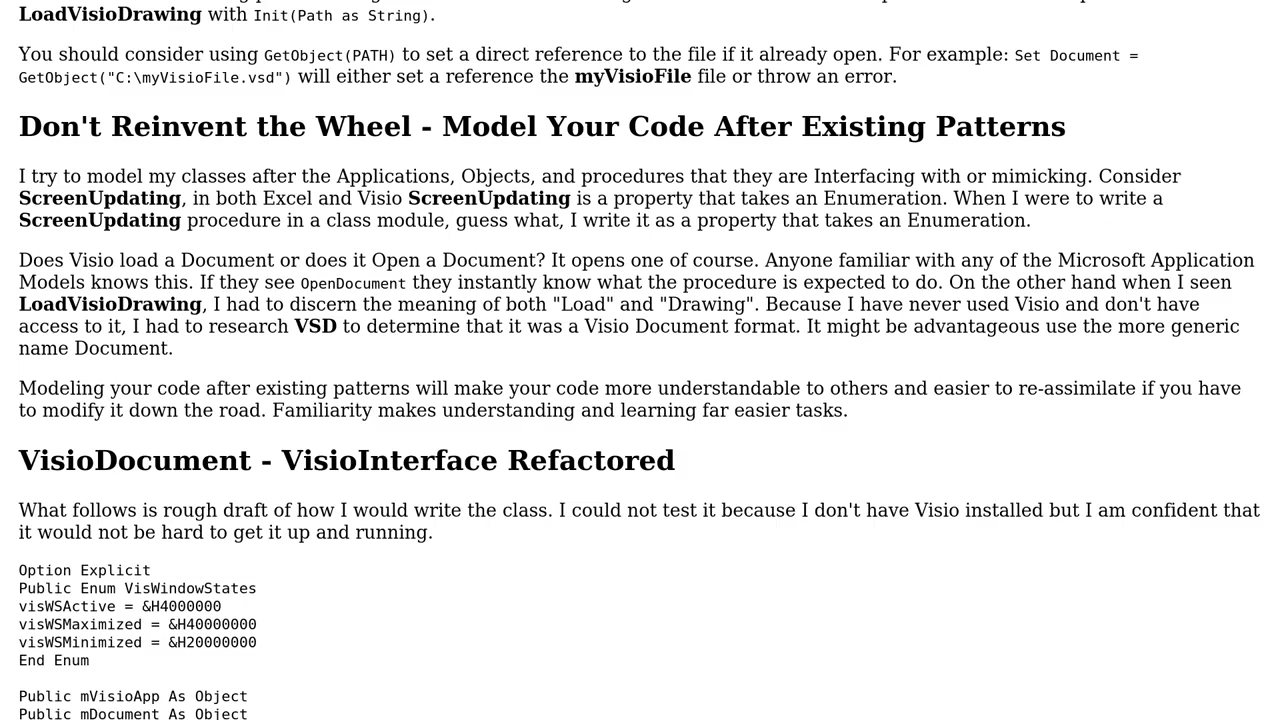 LoadVisioDrawing with Init(Path as String).
You should consider using GetObject(PATH) to set a direct reference to the file if it already open. For example: Set Document =
GetObject("C:\myVisioFile.vsd") will either set a reference the myVisioFile file or throw an error.
Don't Reinvent the Wheel - Model Your Code After Existing Patterns
I try to model my classes after the Applications, Objects, and procedures that they are Interfacing with or mimicking. Consider
ScreenUpdating, in both Excel and Visio ScreenUpdating is a property that takes an Enumeration. When I were to write a
ScreenUpdating procedure in a class module, guess what, I write it as a property that takes an Enumeration.
Does Visio load a Document or does it Open a Document? It opens one of course. Anyone familiar with any of the Microsoft Application
Models knows this. If they see OpenDocument they instantly know what the procedure is expected to do. On the other hand when I seen
LoadVisioDrawing, I had to discern the meaning of both "Load" and "Drawing". Because I have never used Visio and don't have
access to it, I had to research VSD to determine that it was a Visio Document format. It might be advantageous use the more generic
name Document.
Modeling your code after existing patterns will make your code more understandable to others and easier to re-assimilate if you have
to modify it down the road. Familiarity makes understanding and learning far easier tasks.
VisioDocument - VisioInterface Refactored
What follows is rough draft of how I would write the class. I could not test it because I don't have Visio installed but I am confident that
it would not be hard to get it up and running.
Option Explicit
Public Enum VisWindowStates
visWSActive = &H4000000
visWSMaximized = &H40000000
visWSMinimized = &H20000000
End Enum
Public mVisioApp As Object
Public mDocument As Object